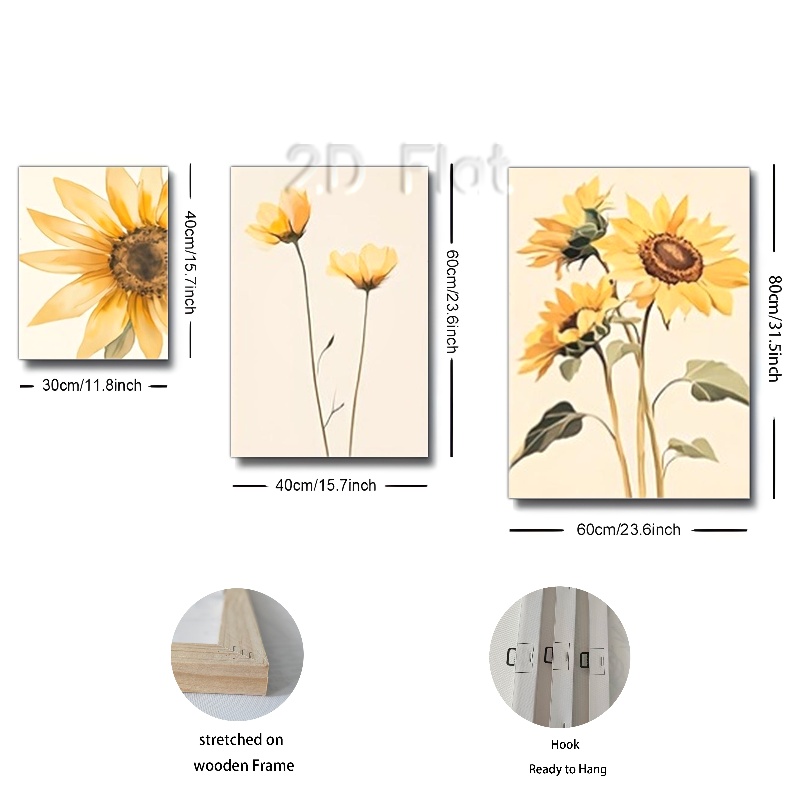 2D Flat
40cm/15.7inch
60cm/23.6inch
80cm/31.5inch
30cm/11.8inch
40cm/15.7inch
60cm/23.6inch
stretched on
wooden Frame
Hook
Ready to Hang